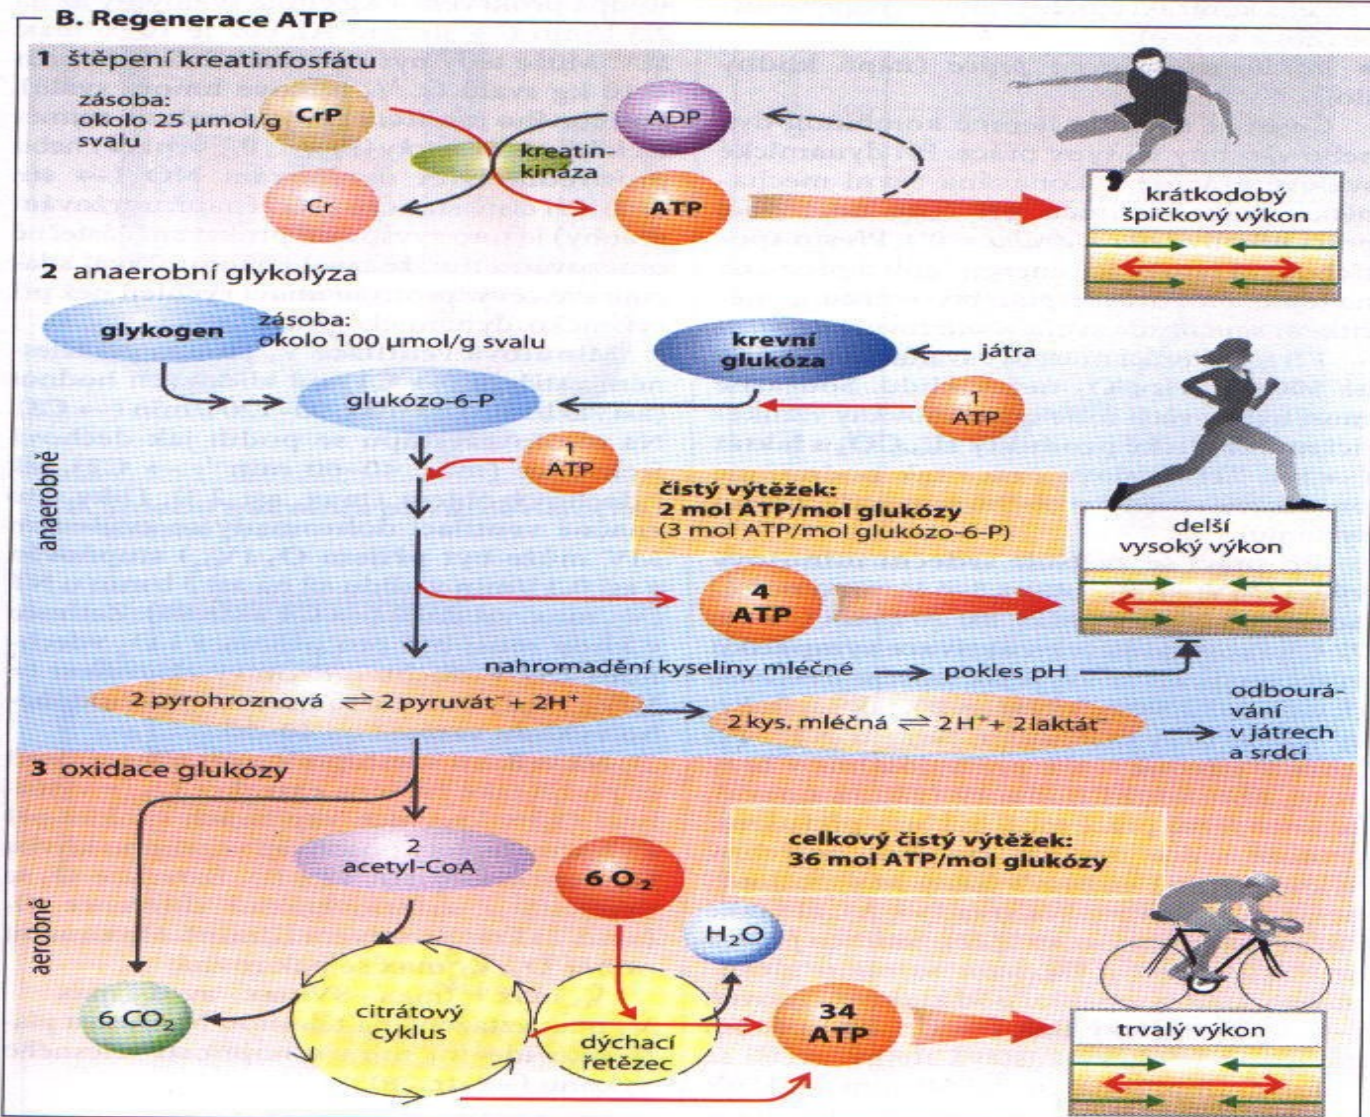 B. Regenerace ATP
1 štěpení kreatinfosfátu
zásoba:
okolo 25 µmol/g
svalu
CrP
Cr
kreatin-
kináza
ADP
ATP
krátkodobý
špičkový výkon
2 anaerobní glykolýza
glykogen
zásoba:
okolo 100 µmol/g svalu
krevní
glukóza
játra
glukózo-6-P
1
ATP
1
ATP
anaerobně
čistý výtěžek:
2 mol ATP/mol glukózy
(3 mol ATP/mol glukózo-6-P)
4
ATP
delší
vysoký výkon
nahromadění kyseliny mléčné → pokles pH
2 pyrohroznová ⇌ 2 pyruvát⁻ + 2H⁺
2 kys. mléčná ⇌ 2 H⁺ + 2 laktát⁻
odbourá-
vání
v játrech
a srdci
3 oxidace glukózy
2
acetyl-CoA
6 O₂
celkový čistý výtěžek:
36 mol ATP/mol glukózy
aerobně
H₂O
6 CO₂
citrátový
cyklus
dýchací
řetězec
34
ATP
trvalý výkon